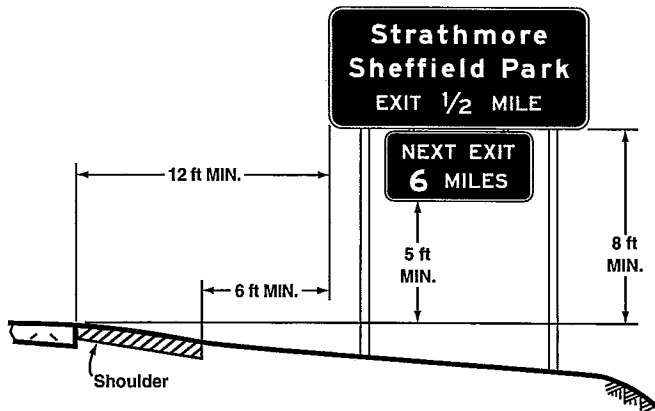 Strathmore
Sheffield Park
EXIT 1/2 MILE
NEXT EXIT
6 MILES
12 ft MIN.
5 ft
MIN.
8 ft
MIN.
6 ft MIN.
Shoulder